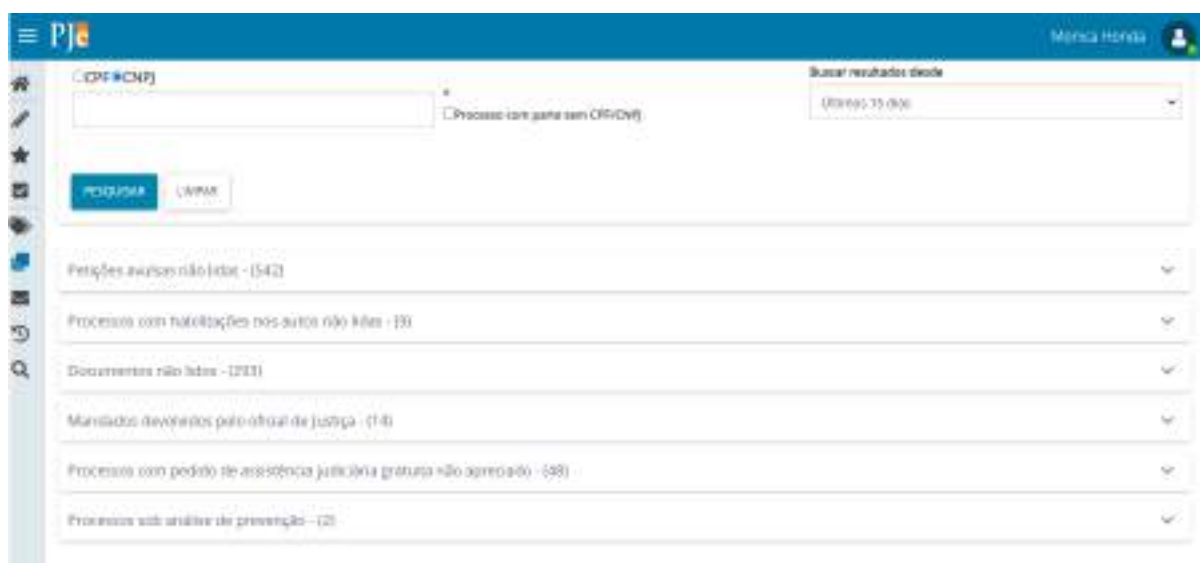 PJe
Monica Honda
CPF CNPJ
Buscar resultados desde
*
Processo com parte sem CPF/CNPJ
Últimos 15 dias
PESQUISAR LIMPAR
Petições avulsas não lidas - (542)
Processos com habilitações nos autos não lidas - (9)
Documentos não lidos -
Mandados devolvidos pelo oficial de Justiça - (14)
Processos com pedido de assistência judiciária gratuita não apreciado - (48)
Processos sob análise de prevenção - (2)